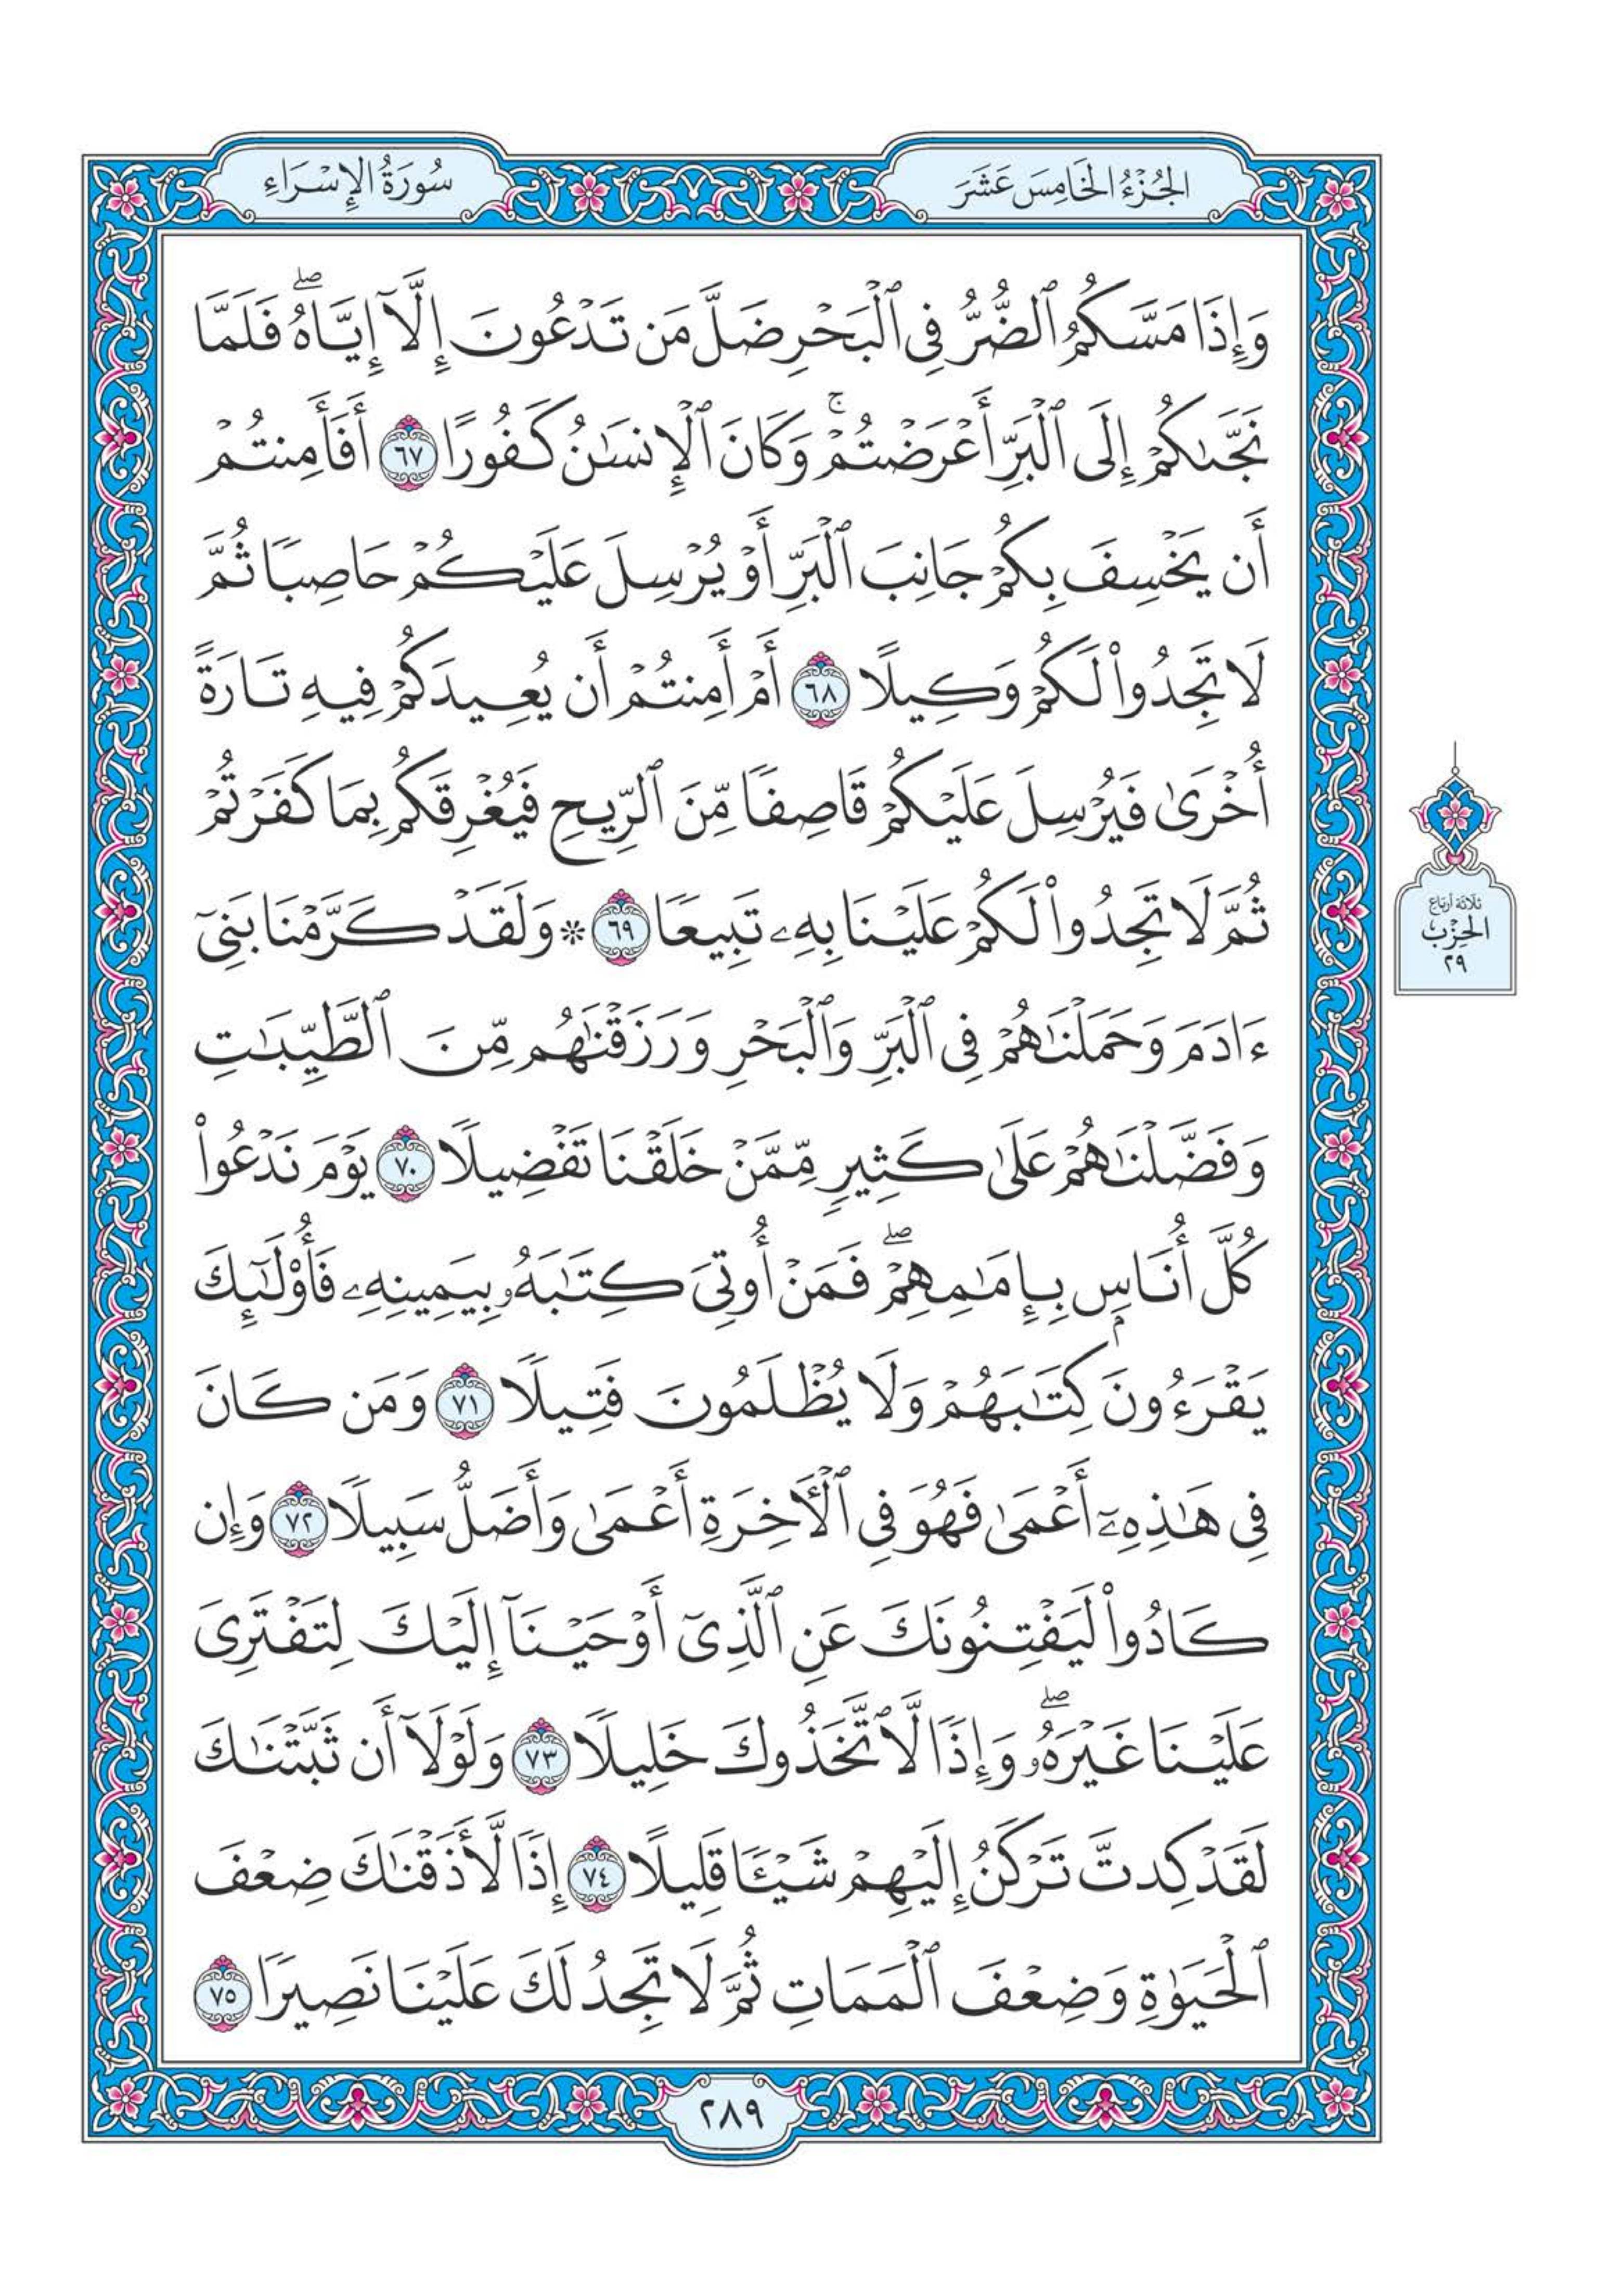 الجُزْءُ الخَامِسَ عَشَرَ
سُورَةُ الإِسْرَاءِ
وَإِذَا مَسَّكُمُ ٱلضُّرُّ فِي ٱلْبَحْرِ ضَلَّ مَن تَدْعُونَ إِلَّآ إِيَّاهُۖ فَلَمَّا
نَجَّىٰكُمْ إِلَى ٱلْبَرِّ أَعْرَضْتُمْۚ وَكَانَ ٱلْإِنسَٰنُ كَفُورًا ٦٧ أَفَأَمِنتُمْ
أَن يَخْسِفَ بِكُمْ جَانِبَ ٱلْبَرِّ أَوْ يُرْسِلَ عَلَيْكُمْ حَاصِبًا ثُمَّ
لَا تَجِدُوا۟ لَكُمْ وَكِيلًا ٦٨ أَمْ أَمِنتُمْ أَن يُعِيدَكُمْ فِيهِ تَارَةً
أُخْرَىٰ فَيُرْسِلَ عَلَيْكُمْ قَاصِفًا مِّنَ ٱلرِّيحِ فَيُغْرِقَكُم بِمَا كَفَرْتُمْ
ثُمَّ لَا تَجِدُوا۟ لَكُمْ عَلَيْنَا بِهِۦ تَبِيعًا ٦٩ * وَلَقَدْ كَرَّمْنَا بَنِىٓ
ءَادَمَ وَحَمَلْنَٰهُمْ فِي ٱلْبَرِّ وَٱلْبَحْرِ وَرَزَقْنَٰهُم مِّنَ ٱلطَّيِّبَٰتِ
وَفَضَّلْنَٰهُمْ عَلَىٰ كَثِيرٍ مِّمَّنْ خَلَقْنَا تَفْضِيلًا ٧٠ يَوْمَ نَدْعُوا۟
كُلَّ أُنَاسٍۭ بِإِمَٰمِهِمْۖ فَمَنْ أُوتِيَ كِتَٰبَهُۥ بِيَمِينِهِۦ فَأُو۟لَٰٓئِكَ
يَقْرَءُونَ كِتَٰبَهُمْ وَلَا يُظْلَمُونَ فَتِيلًا ٧١ وَمَن كَانَ
فِي هَٰذِهِۦٓ أَعْمَىٰ فَهُوَ فِي ٱلْأَخِرَةِ أَعْمَىٰ وَأَضَلُّ سَبِيلًا ٧٢ وَإِن
كَادُوا۟ لَيَفْتِنُونَكَ عَنِ ٱلَّذِىٓ أَوْحَيْنَآ إِلَيْكَ لِتَفْتَرِىَ
عَلَيْنَا غَيْرَهُۥۖ وَإِذًا لَّٱتَّخَذُوكَ خَلِيلًا ٧٣ وَلَوْلَآ أَن ثَبَّتْنَٰكَ
لَقَدْ كِدتَّ تَرْكَنُ إِلَيْهِمْ شَيْـًٔا قَلِيلًا ٧٤ إِذًا لَّأَذَقْنَٰكَ ضِعْفَ
ٱلْحَيَوٰةِ وَضِعْفَ ٱلْمَمَاتِ ثُمَّ لَا تَجِدُ لَكَ عَلَيْنَا نَصِيرًا ٧٥
ثلاثة أرباع
الحِزْب
٢٩
٢٨٩